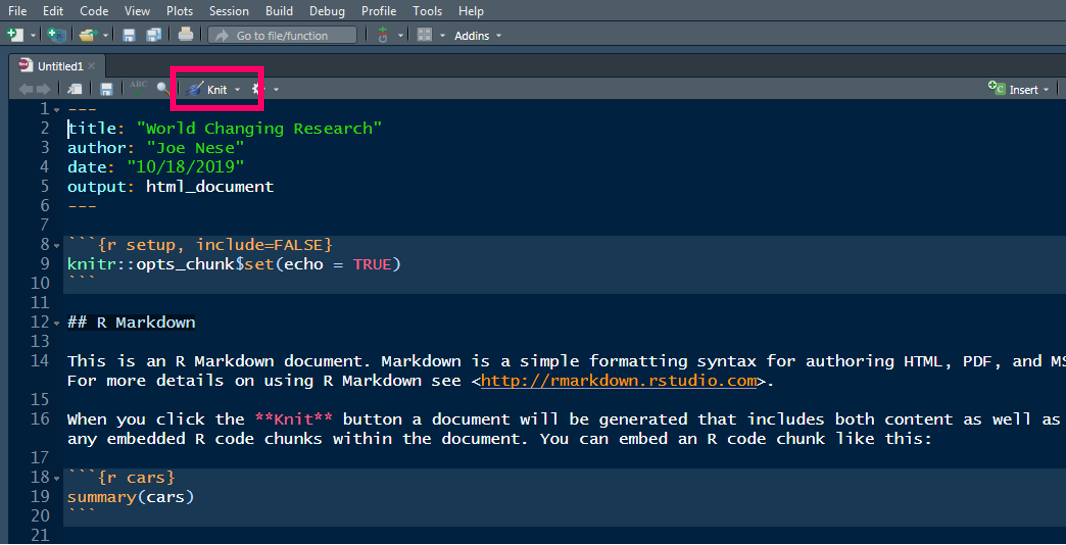 File Edit Code View Plots Session Build Debug Profile Tools Help
Go to file/function Addins
Untitled1
ABC Knit Insert
1 ---
2 title: "World Changing Research"
3 author: "Joe Nese"
4 date: "10/18/2019"
5 output: html_document
6 ---
7
8 ```{r setup, include=FALSE}
9 knitr::opts_chunk$set(echo = TRUE)
10 ```
11
12 ## R Markdown
13
14 This is an R Markdown document. Markdown is a simple formatting syntax for authoring HTML, PDF, and MS
For more details on using R Markdown see <http://rmarkdown.rstudio.com>.
15
16 When you click the **Knit** button a document will be generated that includes both content as well as
any embedded R code chunks within the document. You can embed an R code chunk like this:
17
18 ```{r cars}
19 summary(cars)
20 ```
21